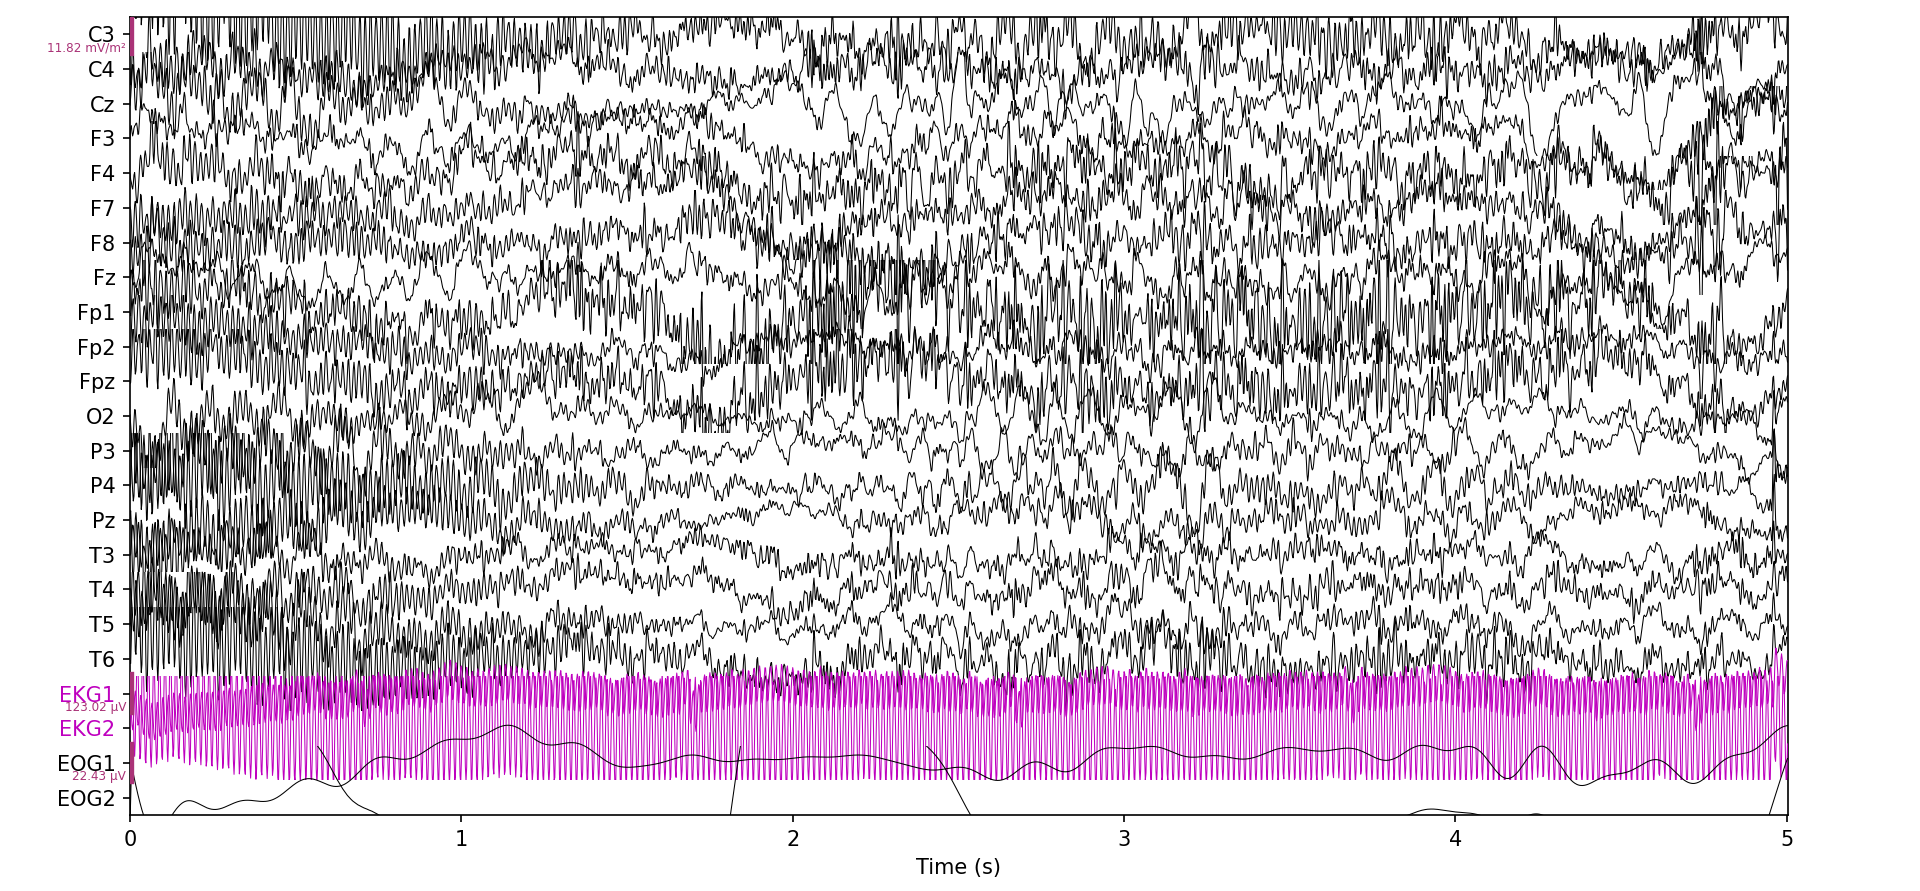 C3
11.82 mV/m²
C4
Cz
F3
F4
F7
F8
Fz
Fp1
Fp2
Fpz
O2
P3
P4
Pz
T3
T4
T5
T6
EKG1
123.02 µV
EKG2
EOG1
22.43 µV
EOG2
0 1 2 3 4 5
Time (s)